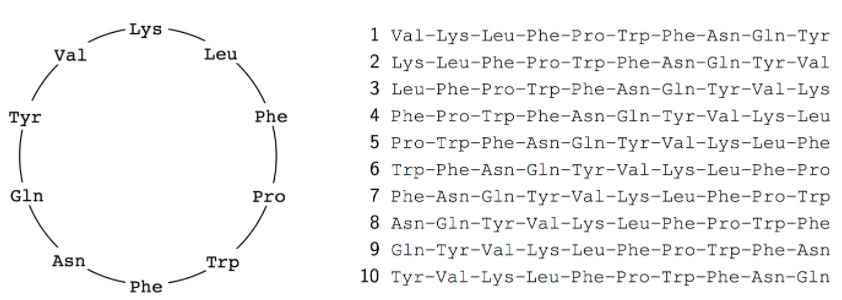 Lys
Val
Leu
Tyr
Phe
Gln
Pro
Asn
Trp
Phe
1 Val-Lys-Leu-Phe-Pro-Trp-Phe-Asn-Gln-Tyr
2 Lys-Leu-Phe-Pro-Trp-Phe-Asn-Gln-Tyr-Val
3 Leu-Phe-Pro-Trp-Phe-Asn-Gln-Tyr-Val-Lys
4 Phe-Pro-Trp-Phe-Asn-Gln-Tyr-Val-Lys-Leu
5 Pro-Trp-Phe-Asn-Gln-Tyr-Val-Lys-Leu-Phe
6 Trp-Phe-Asn-Gln-Tyr-Val-Lys-Leu-Phe-Pro
7 Phe-Asn-Gln-Tyr-Val-Lys-Leu-Phe-Pro-Trp
8 Asn-Gln-Tyr-Val-Lys-Leu-Phe-Pro-Trp-Phe
9 Gln-Tyr-Val-Lys-Leu-Phe-Pro-Trp-Phe-Asn
10 Tyr-Val-Lys-Leu-Phe-Pro-Trp-Phe-Asn-Gln